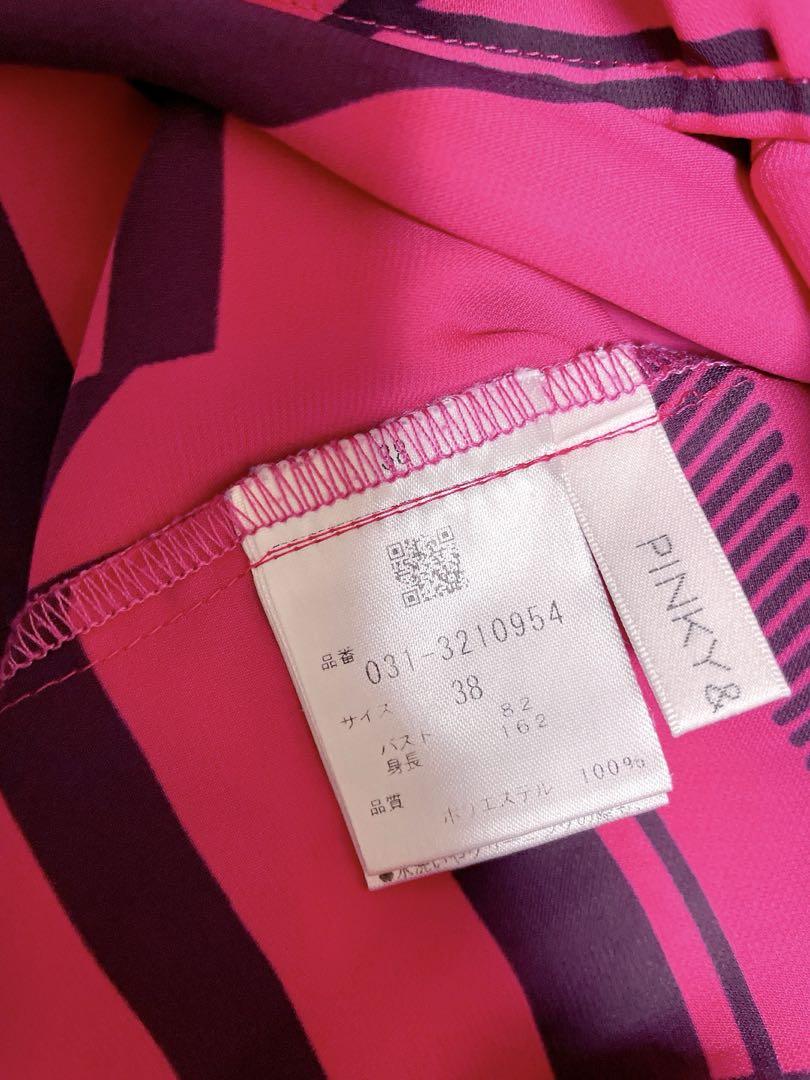 38
品番 031-3210954
サイズ 38
バスト 82
身長 162
品質 ポリエステル 100%
PINKY&